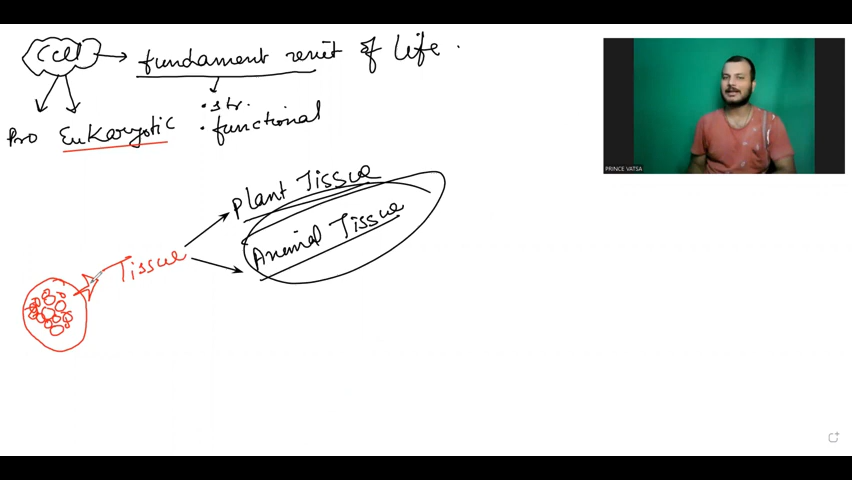 Cell → fundament unit of life.
• str.
• functional
Pro Eukaryotic
Plant Tissue
Animal Tissue
Tissue
PRINCE VATSA